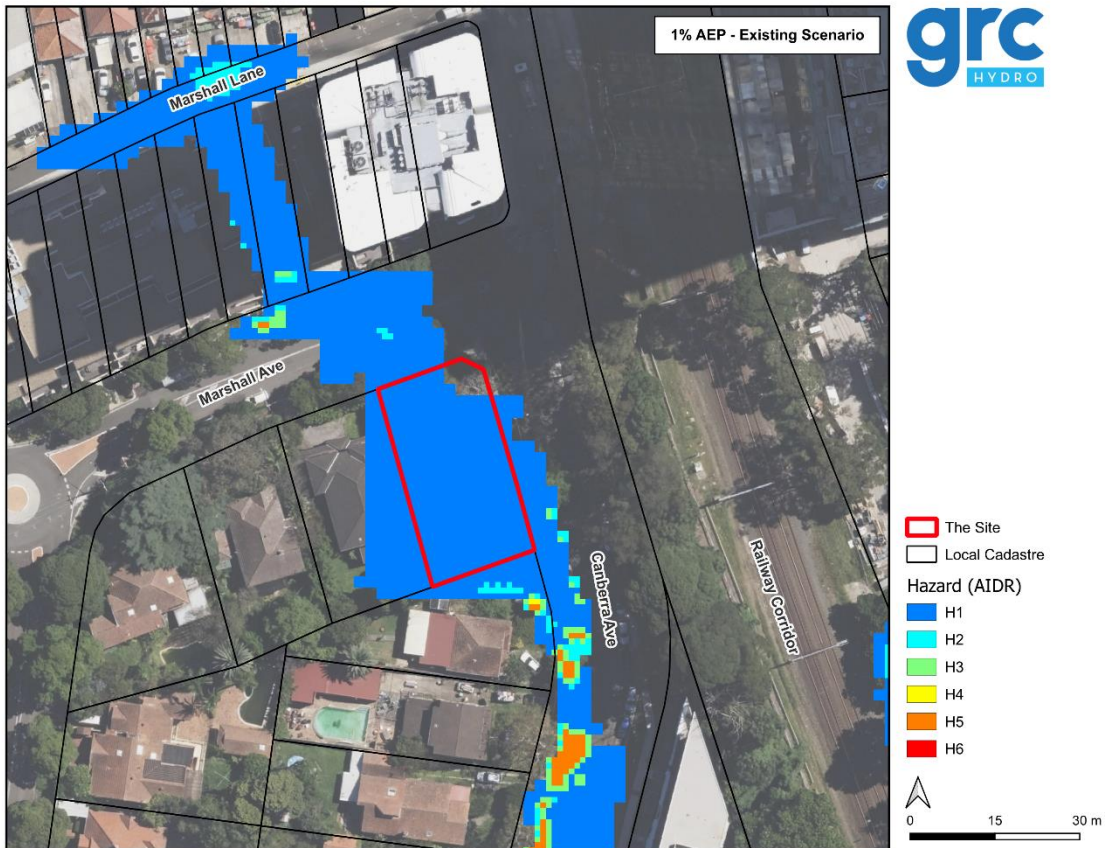 1% AEP - Existing Scenario
grc
HYDRO
Marshall Lane
Marshall Ave
Canberra Ave
Railway Corridor
The Site
Local Cadastre
Hazard (AIDR)
H1
H2
H3
H4
H5
H6
0 15 30 m